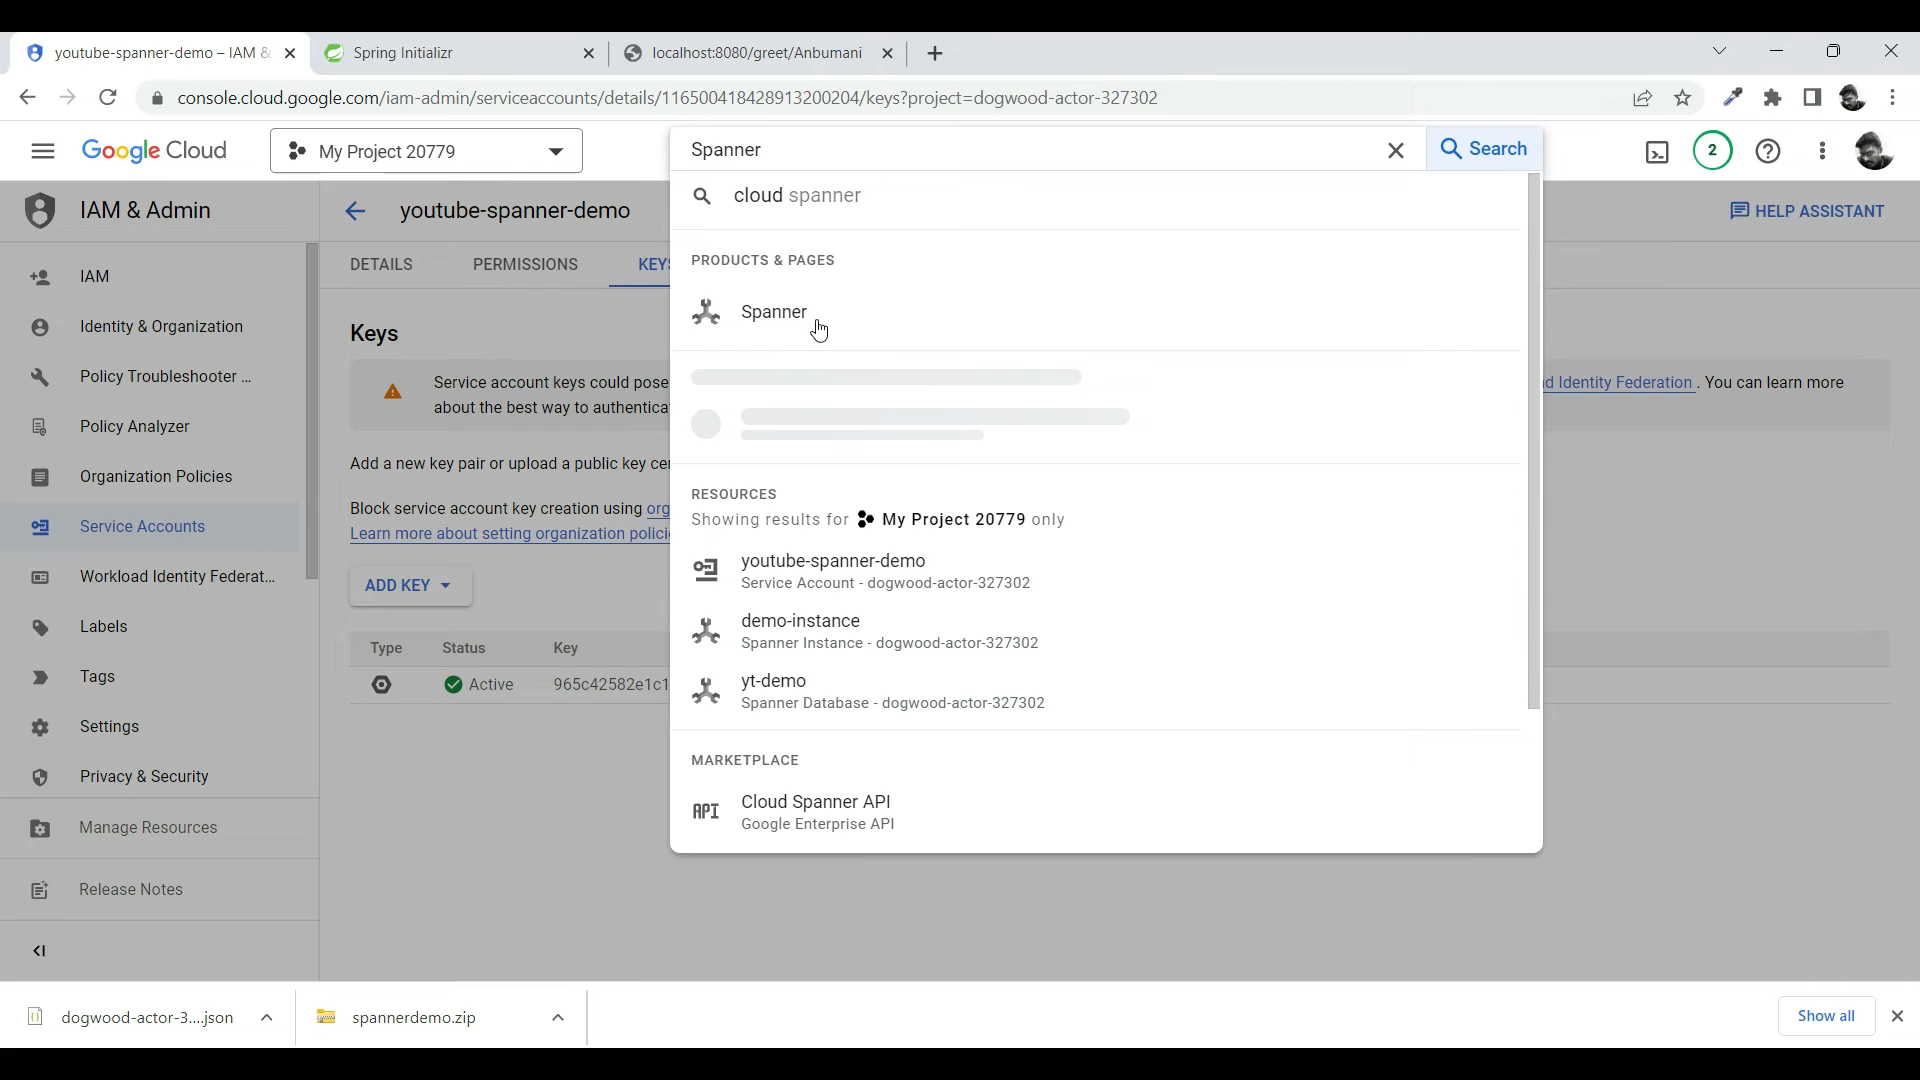 youtube-spanner-demo – IAM &
Spring Initializr
localhost:8080/greet/Anbumani
console.cloud.google.com/iam-admin/serviceaccounts/details/116500418428913200204/keys?project=dogwood-actor-327302
Google Cloud
My Project 20779
Spanner
Search
2
IAM & Admin
youtube-spanner-demo
cloud spanner
HELP ASSISTANT
DETAILS
PERMISSIONS
KEYS
PRODUCTS & PAGES
Spanner
IAM
Identity & Organization
Policy Troubleshooter ...
Policy Analyzer
Organization Policies
Service Accounts
Workload Identity Federat...
Labels
Tags
Settings
Privacy & Security
Manage Resources
Release Notes
Keys
Service account keys could pose
d Identity Federation . You can learn more
about the best way to authentica
Add a new key pair or upload a public key cer
Block service account key creation using org
Learn more about setting organization policie
ADD KEY
Type Status Key
Active 965c42582e1c1
RESOURCES
Showing results for My Project 20779 only
youtube-spanner-demo
Service Account - dogwood-actor-327302
demo-instance
Spanner Instance - dogwood-actor-327302
yt-demo
Spanner Database - dogwood-actor-327302
MARKETPLACE
API
Cloud Spanner API
Google Enterprise API
dogwood-actor-3....json
spannerdemo.zip
Show all